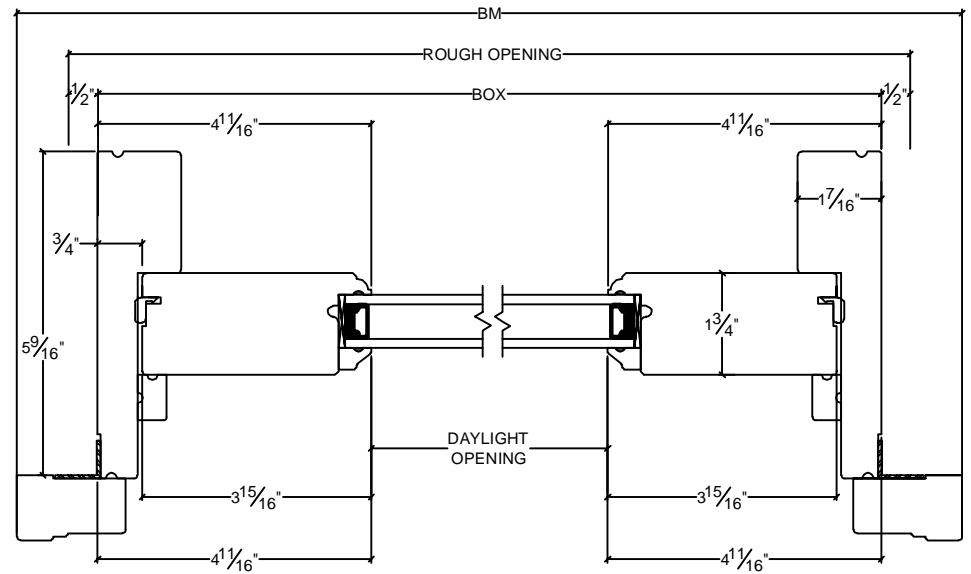 BM
ROUGH OPENING
1/2" BOX 1/2"
4 11/16" 4 11/16"
1 7/16"
3/4"
1 3/4"
5 9/16"
DAYLIGHT
OPENING
3 15/16" 3 15/16"
4 11/16" 4 11/16"